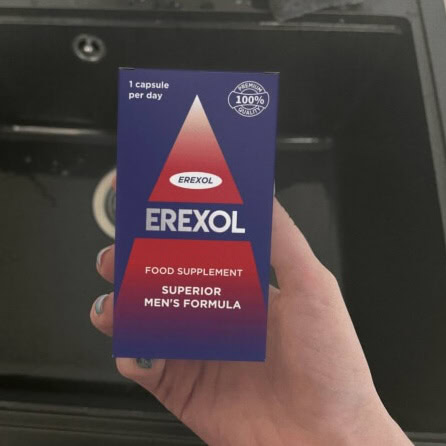 1 capsule
per day
PREMIUM
100%
QUALITY
EREXOL
EREXOL
FOOD SUPPLEMENT
SUPERIOR
MEN'S FORMULA